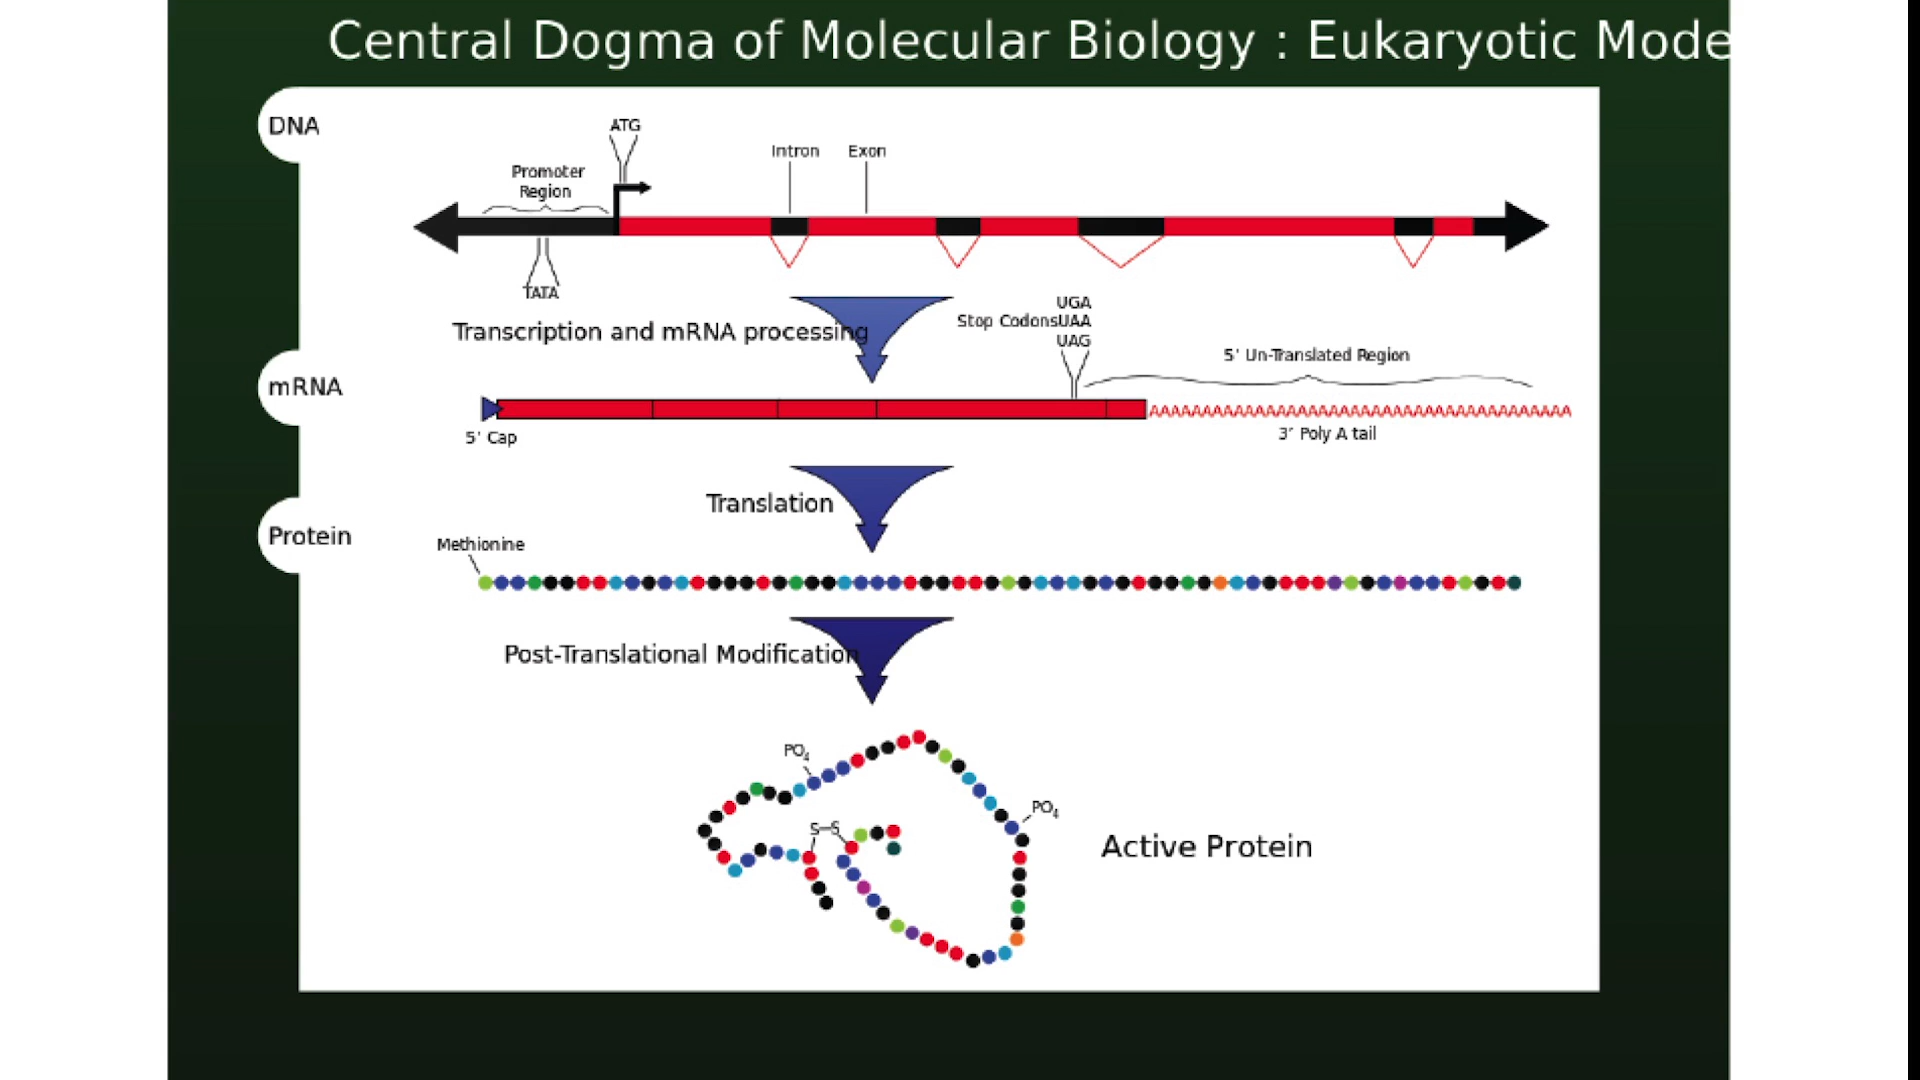 Central Dogma of Molecular Biology : Eukaryotic Mode
DNA
ATG
Intron
Exon
Promoter
Region
TATA
Transcription and mRNA processing
Stop Codons
UGA
UAA
UAG
5' Un-Translated Region
mRNA
AAAAAAAAAAAAAAAAAAAAAAAAAAAAAAAAAAAAAAAA
5' Cap
3' Poly A tail
Translation
Protein
Methionine
Post-Translational Modification
PO4
PO4
S=S
Active Protein